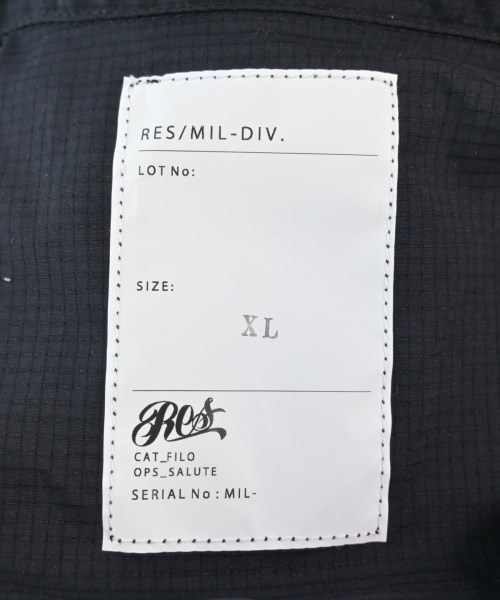 RES/MIL-DIV.
LOT No:
SIZE:
XL
Res
CAT_FILO
OPS_SALUTE
SERIAL No : MIL-